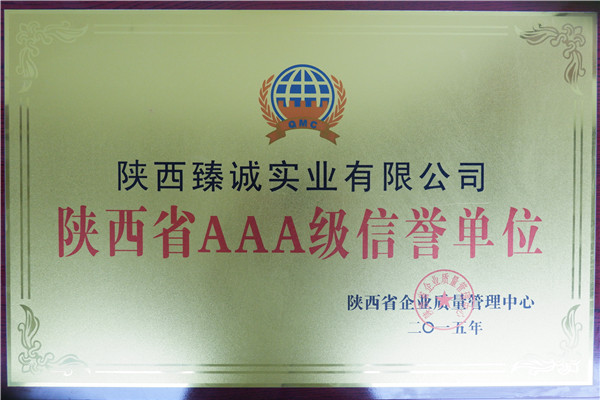 QMC
陕西臻诚实业有限公司
陕西省AAA级信誉单位
陕西省企业质量管理中心
二〇一五年